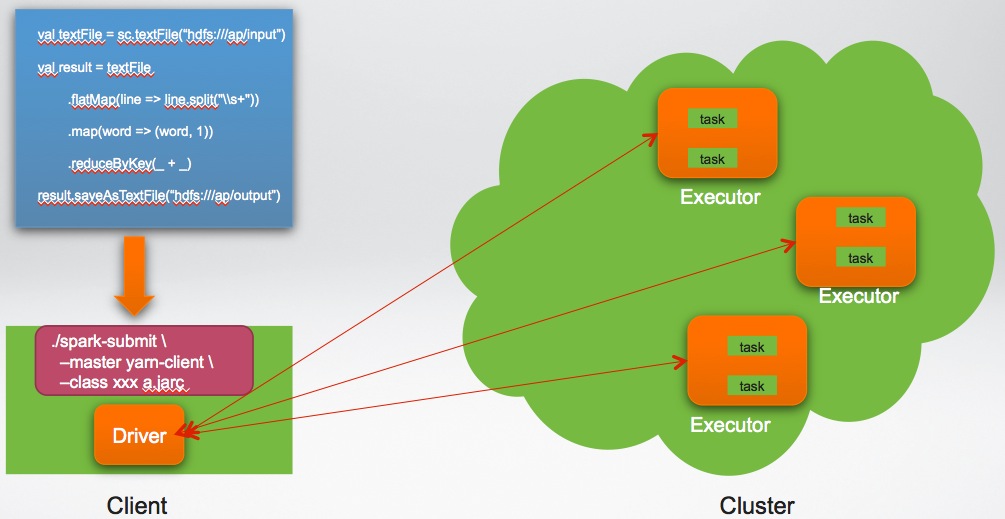 val textFile = sc.textFile(“hdfs:///ap/input”)
val result = textFile
.flatMap(line => line.split("\\s+"))
.map(word => (word, 1))
.reduceByKey(_ + _)
result.saveAsTextFile(“hdfs:///ap/output”)
./spark-submit \
–master yarn-client \
–class xxx a.jarc
Driver
Client
task
task
Executor
task
task
Executor
task
task
Executor
Cluster